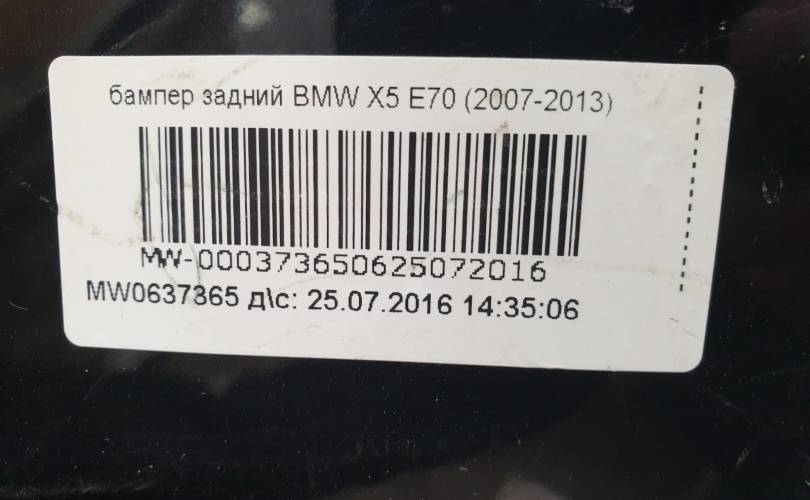 бампер задний BMW X5 E70 (2007-2013)
MW-000373650625072016
MW0637365 д\с: 25.07.2016 14:35:06